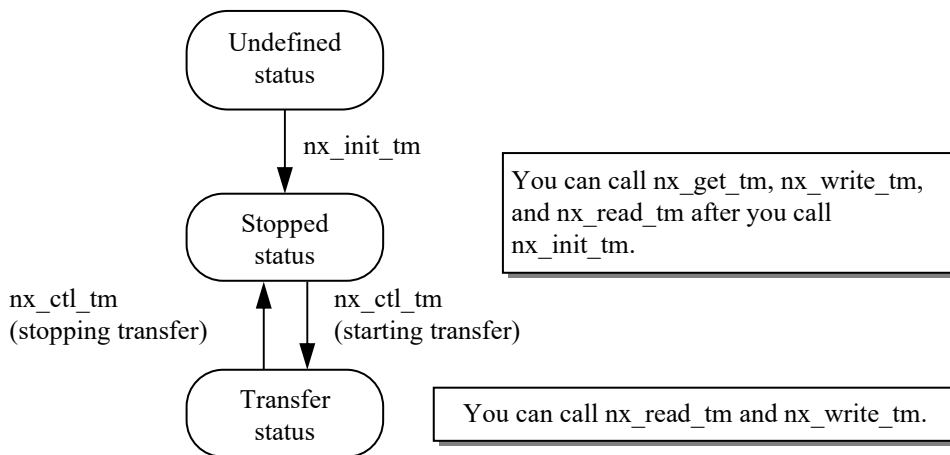 Undefined
status
nx_init_tm
You can call nx_get_tm, nx_write_tm,
and nx_read_tm after you call
nx_init_tm.
Stopped
status
nx_ctl_tm
(stopping transfer)
nx_ctl_tm
(starting transfer)
Transfer
status
You can call nx_read_tm and nx_write_tm.